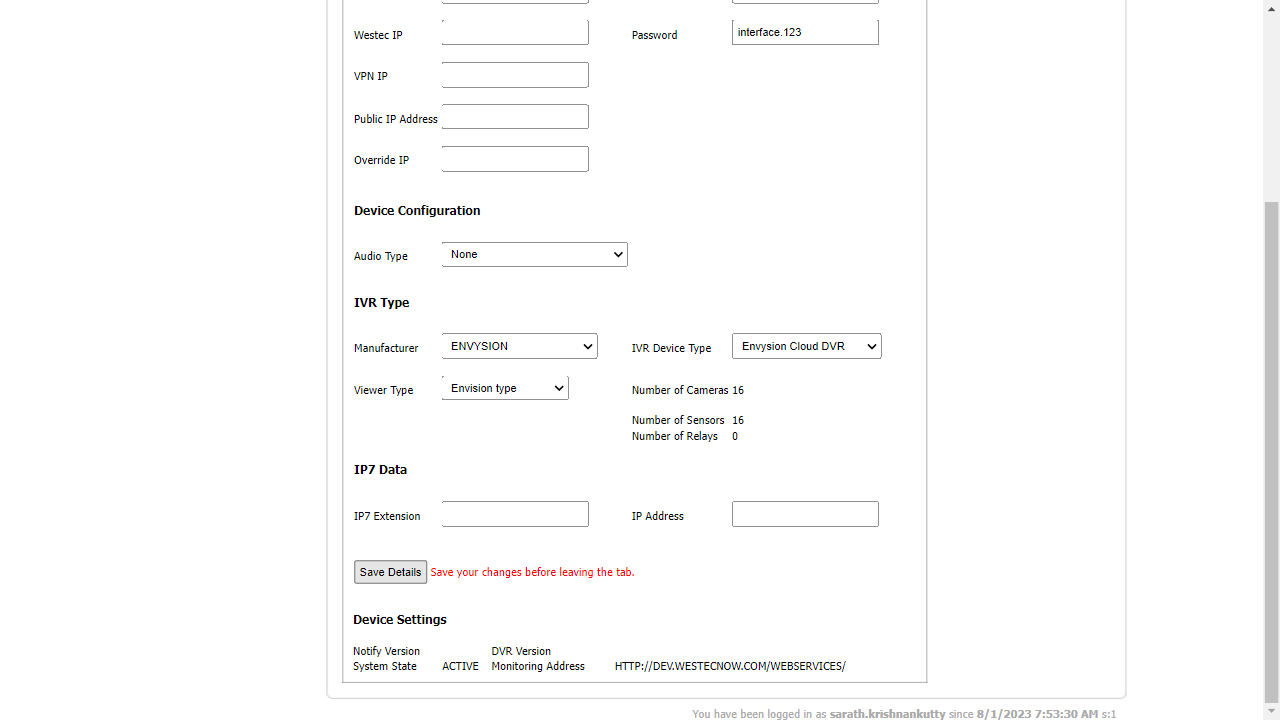 Westec IP Password interface.123
VPN IP
Public IP Address
Override IP
Device Configuration
Audio Type None
IVR Type
Manufacturer ENVYSION IVR Device Type Envysion Cloud DVR
Viewer Type Envision type Number of Cameras 16
Number of Sensors 16
Number of Relays 0
IP7 Data
IP7 Extension IP Address
Save Details Save your changes before leaving the tab.
Device Settings
Notify Version DVR Version
System State ACTIVE Monitoring Address HTTP://DEV.WESTECNOW.COM/WEBSERVICES/
You have been logged in as sarath.krishnankutty since 8/1/2023 7:53:30 AM s:1